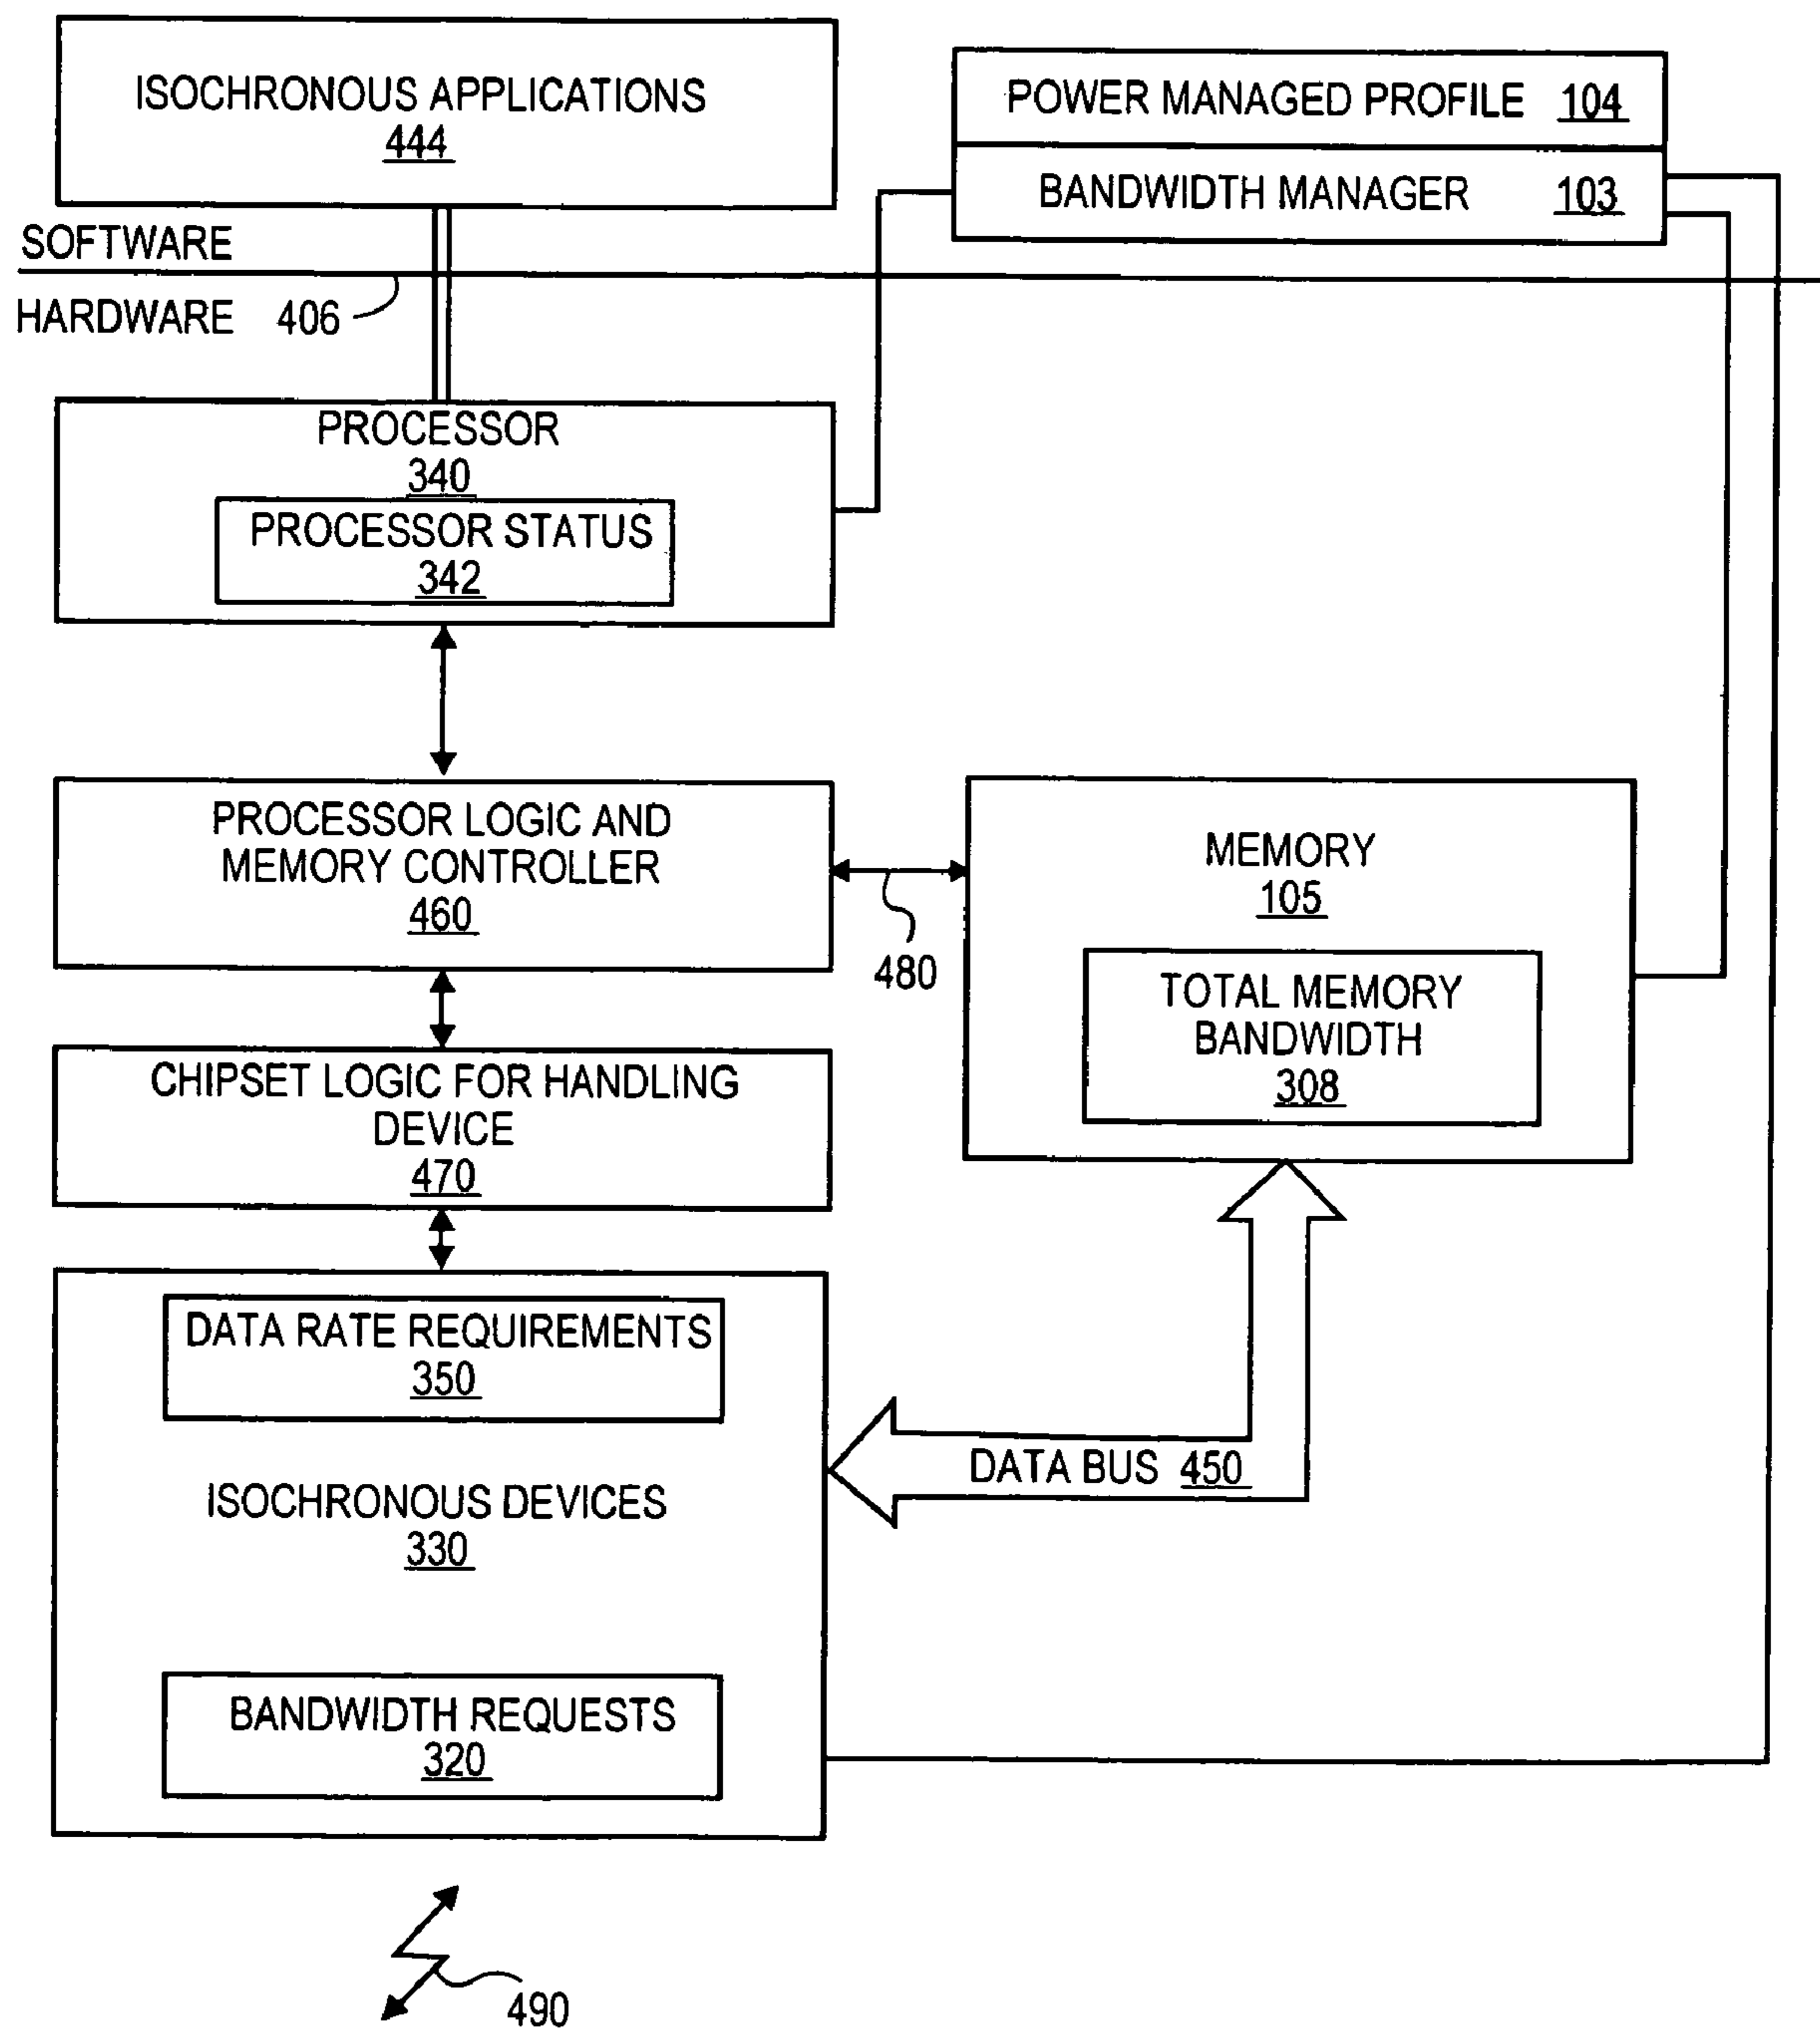 ISOCHRONOUS APPLICATIONS
444
POWER MANAGED PROFILE 104
BANDWIDTH MANAGER 103
SOFTWARE
HARDWARE 406
PROCESSOR
340
PROCESSOR STATUS
342
PROCESSOR LOGIC AND
MEMORY CONTROLLER
460
480
MEMORY
105
TOTAL MEMORY
BANDWIDTH
308
CHIPSET LOGIC FOR HANDLING
DEVICE
470
DATA RATE REQUIREMENTS
350
DATA BUS 450
ISOCHRONOUS DEVICES
330
BANDWIDTH REQUESTS
320
490